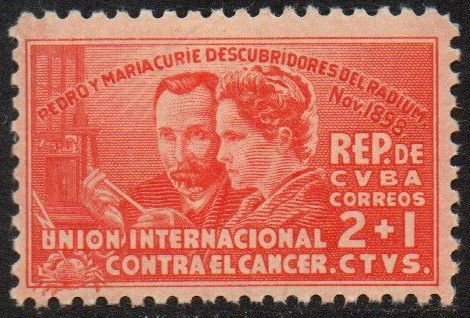 PEDRO Y MARIA CURIE DESCUBRIDORES DEL RADIUM
Nov. 1898
REP. DE
CVBA
CORREOS
2+1
CTVS.
UNION INTERNACIONAL
CONTRA EL CANCER.